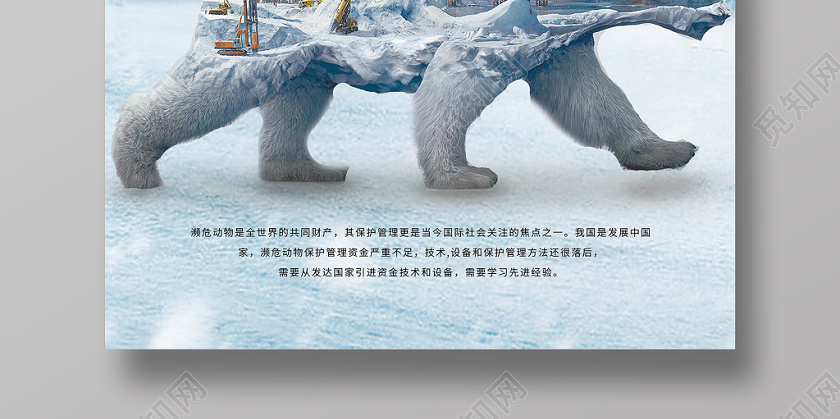 濒危动物是全世界的共同财产，其保护管理更是当今国际社会关注的焦点之一。我国是发展中国
家，濒危动物保护管理资金严重不足，技术,设备和保护管理方法还很落后，
需要从发达国家引进资金技术和设备，需要学习先进经验。
觅知网
觅知网
觅知网